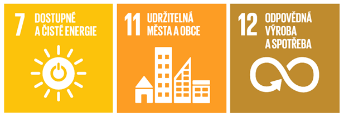 7 DOSTUPNÉ
A ČISTÉ ENERGIE
11 UDRŽITELNÁ
MĚSTA A OBCE
12 ODPOVĚDNÁ
VÝROBA
A SPOTŘEBA